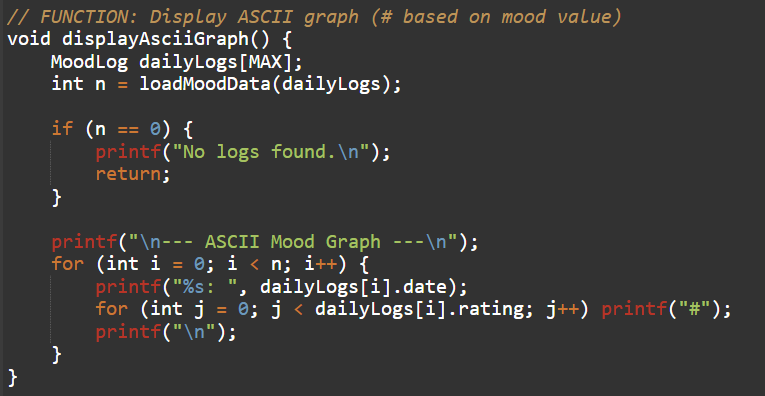 // FUNCTION: Display ASCII graph (# based on mood value)
void displayAsciiGraph() {
    MoodLog dailyLogs[MAX];
    int n = loadMoodData(dailyLogs);

    if (n == 0) {
        printf("No logs found.\n");
        return;
    }

    printf("\n--- ASCII Mood Graph ---\n");
    for (int i = 0; i < n; i++) {
        printf("%s: ", dailyLogs[i].date);
        for (int j = 0; j < dailyLogs[i].rating; j++) printf("#");
        printf("\n");
    }
}